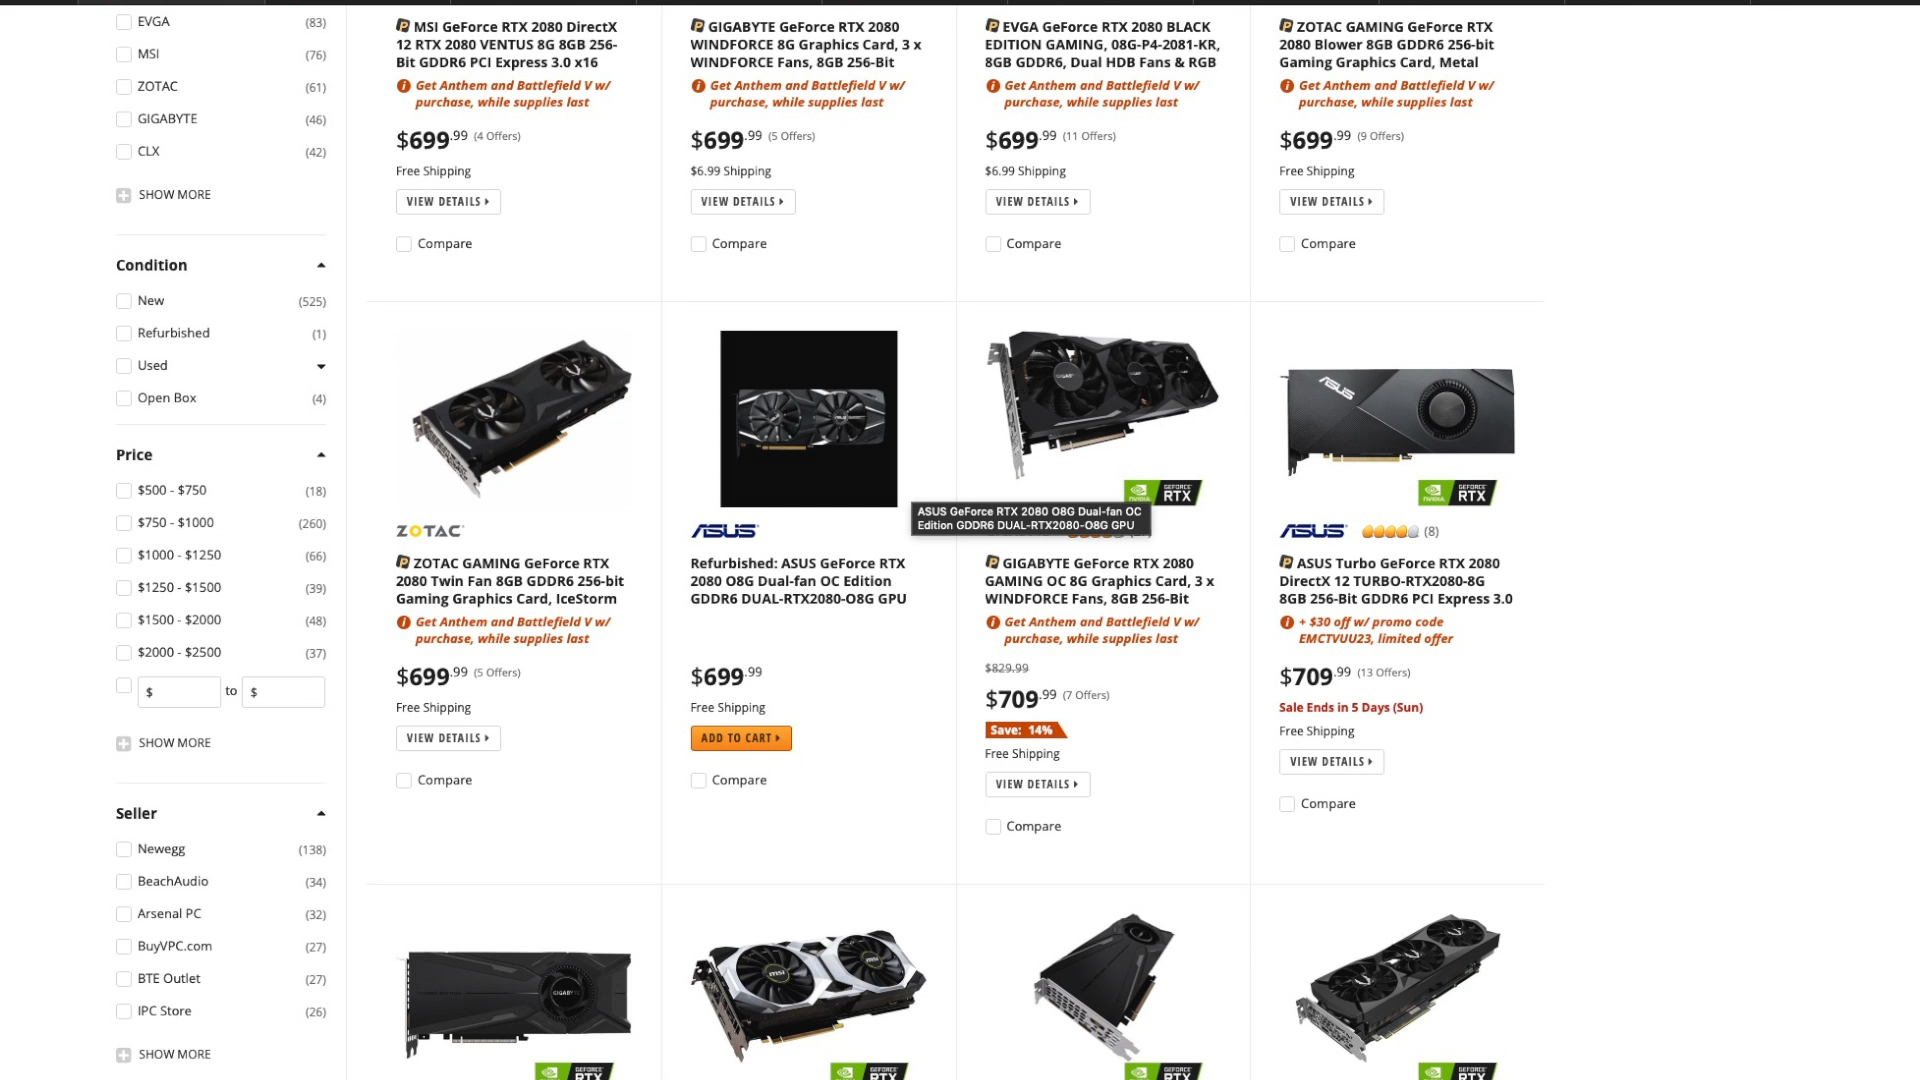 EVGA (83)
MSI (76)
ZOTAC (61)
GIGABYTE (46)
CLX (42)
SHOW MORE
Condition
New (525)
Refurbished (1)
Used
Open Box (4)
Price
$500 - $750 (18)
$750 - $1000 (260)
$1000 - $1250 (66)
$1250 - $1500 (39)
$1500 - $2000 (48)
$2000 - $2500 (37)
$ to $
SHOW MORE
Seller
Newegg (138)
BeachAudio (34)
Arsenal PC (32)
BuyVPC.com (27)
BTE Outlet (27)
IPC Store (26)
SHOW MORE
MSI GeForce RTX 2080 DirectX
12 RTX 2080 VENTUS 8G 8GB 256-
Bit GDDR6 PCI Express 3.0 x16
Get Anthem and Battlefield V w/
purchase, while supplies last
$699.99 (4 Offers)
Free Shipping
VIEW DETAILS
Compare
GIGABYTE GeForce RTX 2080
WINDFORCE 8G Graphics Card, 3 x
WINDFORCE Fans, 8GB 256-Bit
Get Anthem and Battlefield V w/
purchase, while supplies last
$699.99 (5 Offers)
$6.99 Shipping
VIEW DETAILS
Compare
EVGA GeForce RTX 2080 BLACK
EDITION GAMING, 08G-P4-2081-KR,
8GB GDDR6, Dual HDB Fans & RGB
Get Anthem and Battlefield V w/
purchase, while supplies last
$699.99 (11 Offers)
$6.99 Shipping
VIEW DETAILS
Compare
ZOTAC GAMING GeForce RTX
2080 Blower 8GB GDDR6 256-bit
Gaming Graphics Card, Metal
Get Anthem and Battlefield V w/
purchase, while supplies last
$699.99 (9 Offers)
Free Shipping
VIEW DETAILS
Compare
ZOTAC
ZOTAC GAMING GeForce RTX
2080 Twin Fan 8GB GDDR6 256-bit
Gaming Graphics Card, IceStorm
Get Anthem and Battlefield V w/
purchase, while supplies last
$699.99 (5 Offers)
Free Shipping
VIEW DETAILS
Compare
ASUS
Refurbished: ASUS GeForce RTX
2080 O8G Dual-fan OC Edition
GDDR6 DUAL-RTX2080-O8G GPU
$699.99
Free Shipping
ADD TO CART
Compare
GIGABYTE
NVIDIA
GEFORCE
RTX
ASUS GeForce RTX 2080 O8G Dual-fan OC
Edition GDDR6 DUAL-RTX2080-O8G GPU
GIGABYTE GeForce RTX 2080
GAMING OC 8G Graphics Card, 3 x
WINDFORCE Fans, 8GB 256-Bit
Get Anthem and Battlefield V w/
purchase, while supplies last
$829.99
$709.99 (7 Offers)
Save: 14%
Free Shipping
VIEW DETAILS
Compare
ASUS
NVIDIA
GEFORCE
RTX
ASUS (8)
ASUS Turbo GeForce RTX 2080
DirectX 12 TURBO-RTX2080-8G
8GB 256-Bit GDDR6 PCI Express 3.0
+ $30 off w/ promo code
EMCTVUU23, limited offer
$709.99 (13 Offers)
Sale Ends in 5 Days (Sun)
Free Shipping
VIEW DETAILS
Compare
GIGABYTE
GEFORCE
RTX
msi
msi
GEFORCE
RTX
GEFORCE
RTX
GEFORCE
RTX